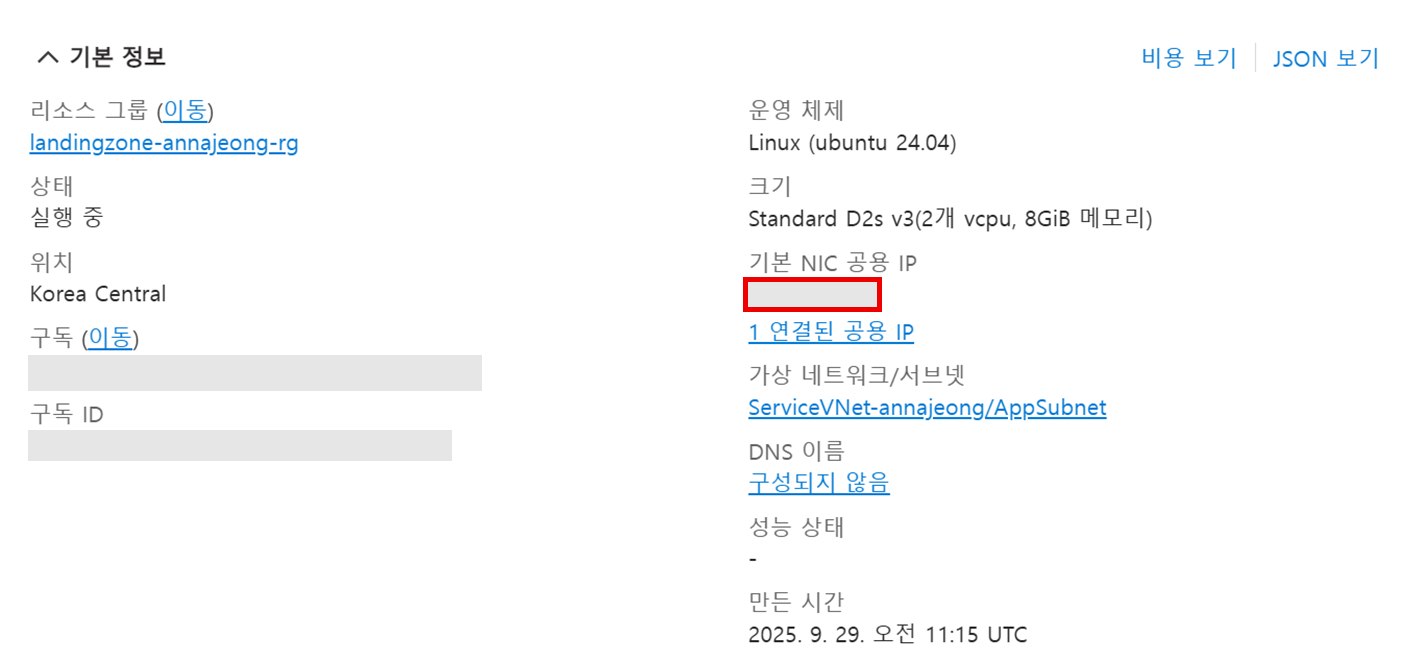 기본 정보
비용 보기
JSON 보기
리소스 그룹 (이동)
landingzone-annajeong-rg
상태
실행 중
위치
Korea Central
구독 (이동)
구독 ID
운영 체제
Linux (ubuntu 24.04)
크기
Standard D2s v3(2개 vcpu, 8GiB 메모리)
기본 NIC 공용 IP
1 연결된 공용 IP
가상 네트워크/서브넷
ServiceVNet-annajeong/AppSubnet
DNS 이름
구성되지 않음
성능 상태
-
만든 시간
2025. 9. 29. 오전 11:15 UTC